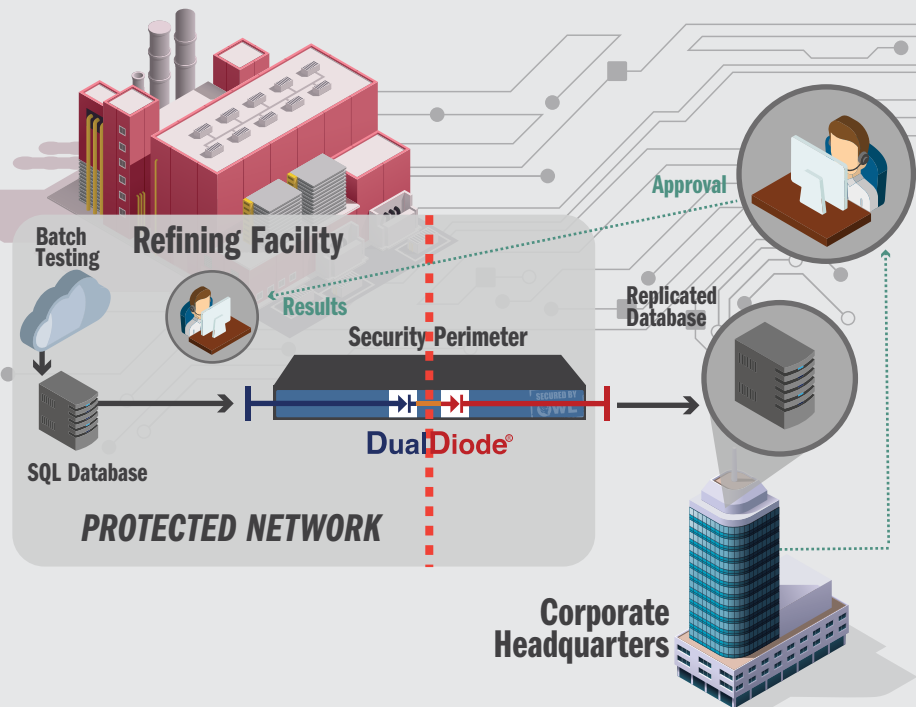 Approval
Batch
Testing
Refining Facility
Results
Replicated
Database
Security Perimeter
SECURED BY
OWL
DualDiode®
SQL Database
PROTECTED NETWORK
Corporate
Headquarters